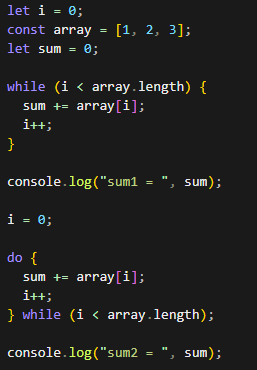 let i = 0;
const array = [1, 2, 3];
let sum = 0;

while (i < array.length) {
  sum += array[i];
  i++;
}

console.log("sum1 = ", sum);

i = 0;

do {
  sum += array[i];
  i++;
} while (i < array.length);

console.log("sum2 = ", sum);